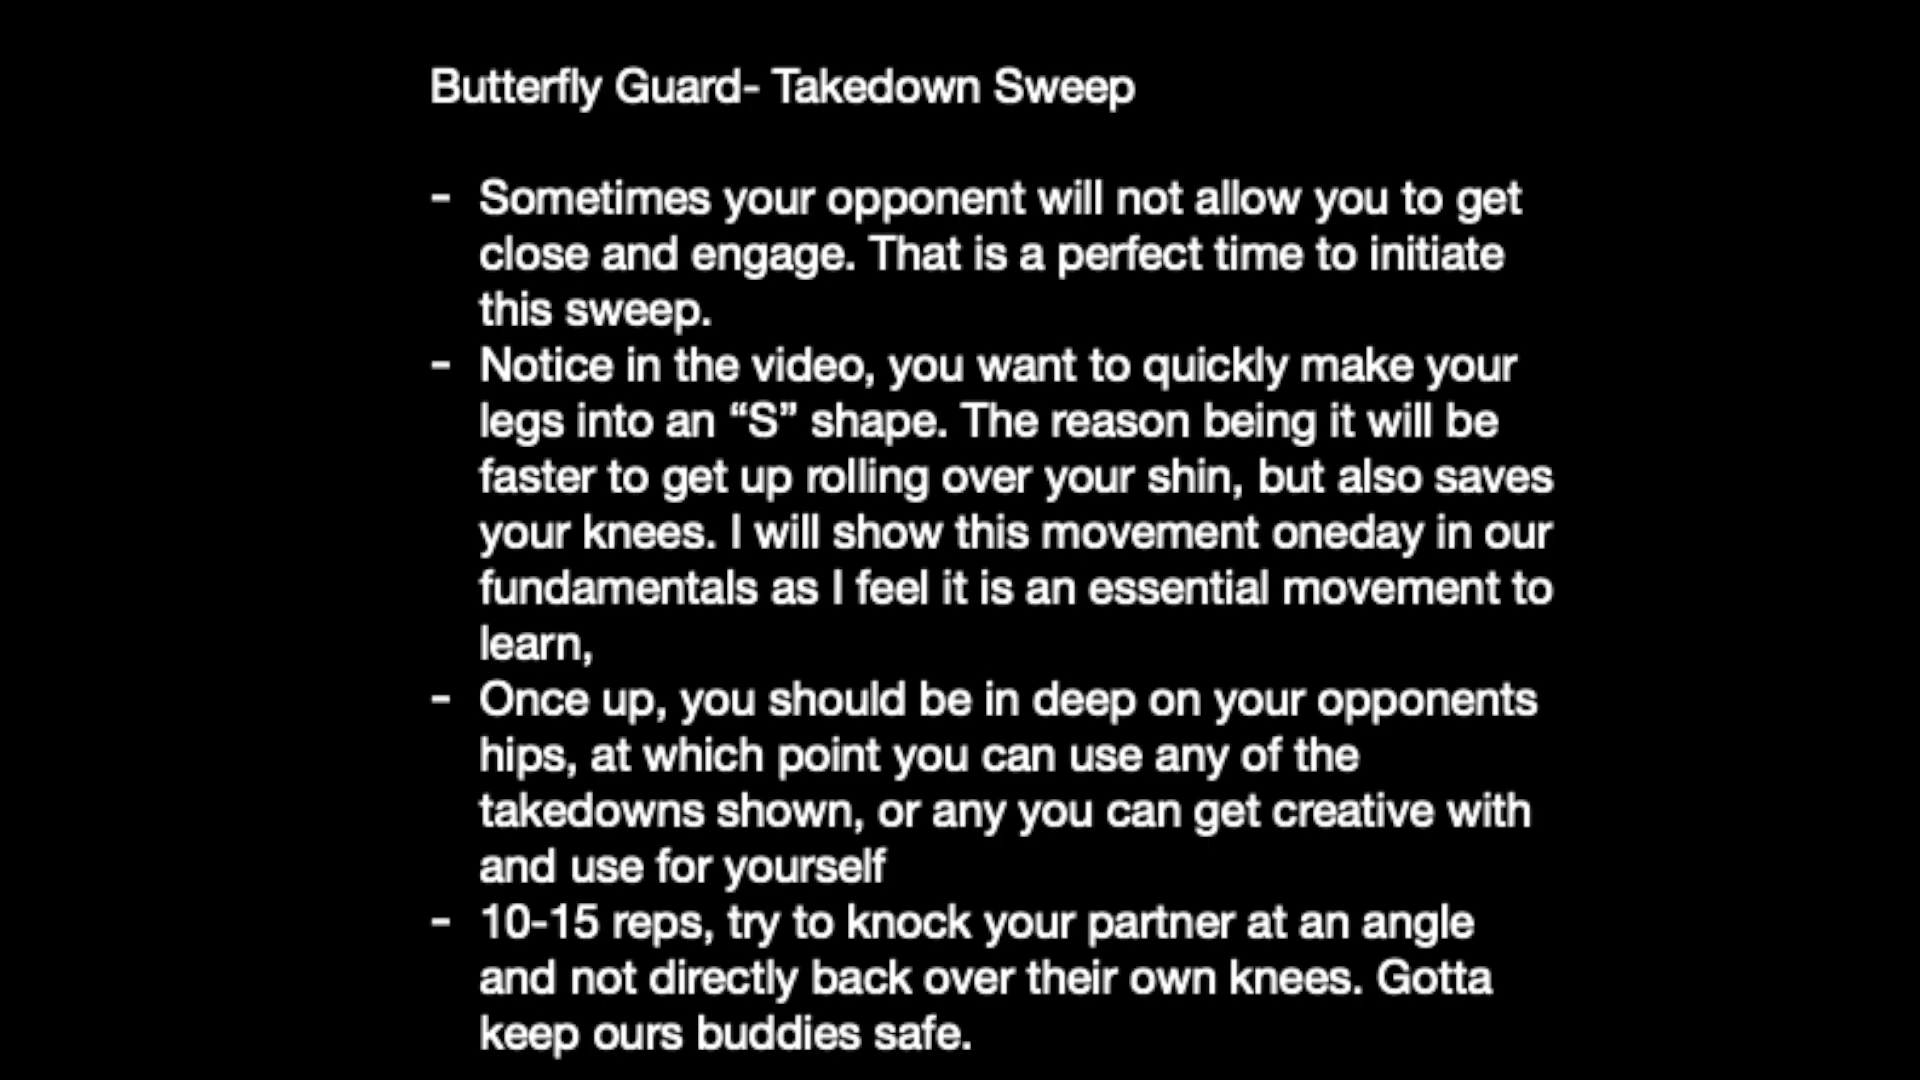 Butterfly Guard- Takedown Sweep
- Sometimes your opponent will not allow you to get
close and engage. That is a perfect time to initiate
this sweep.
- Notice in the video, you want to quickly make your
legs into an “S” shape. The reason being it will be
faster to get up rolling over your shin, but also saves
your knees. I will show this movement oneday in our
fundamentals as I feel it is an essential movement to
learn,
- Once up, you should be in deep on your opponents
hips, at which point you can use any of the
takedowns shown, or any you can get creative with
and use for yourself
- 10-15 reps, try to knock your partner at an angle
and not directly back over their own knees. Gotta
keep ours buddies safe.